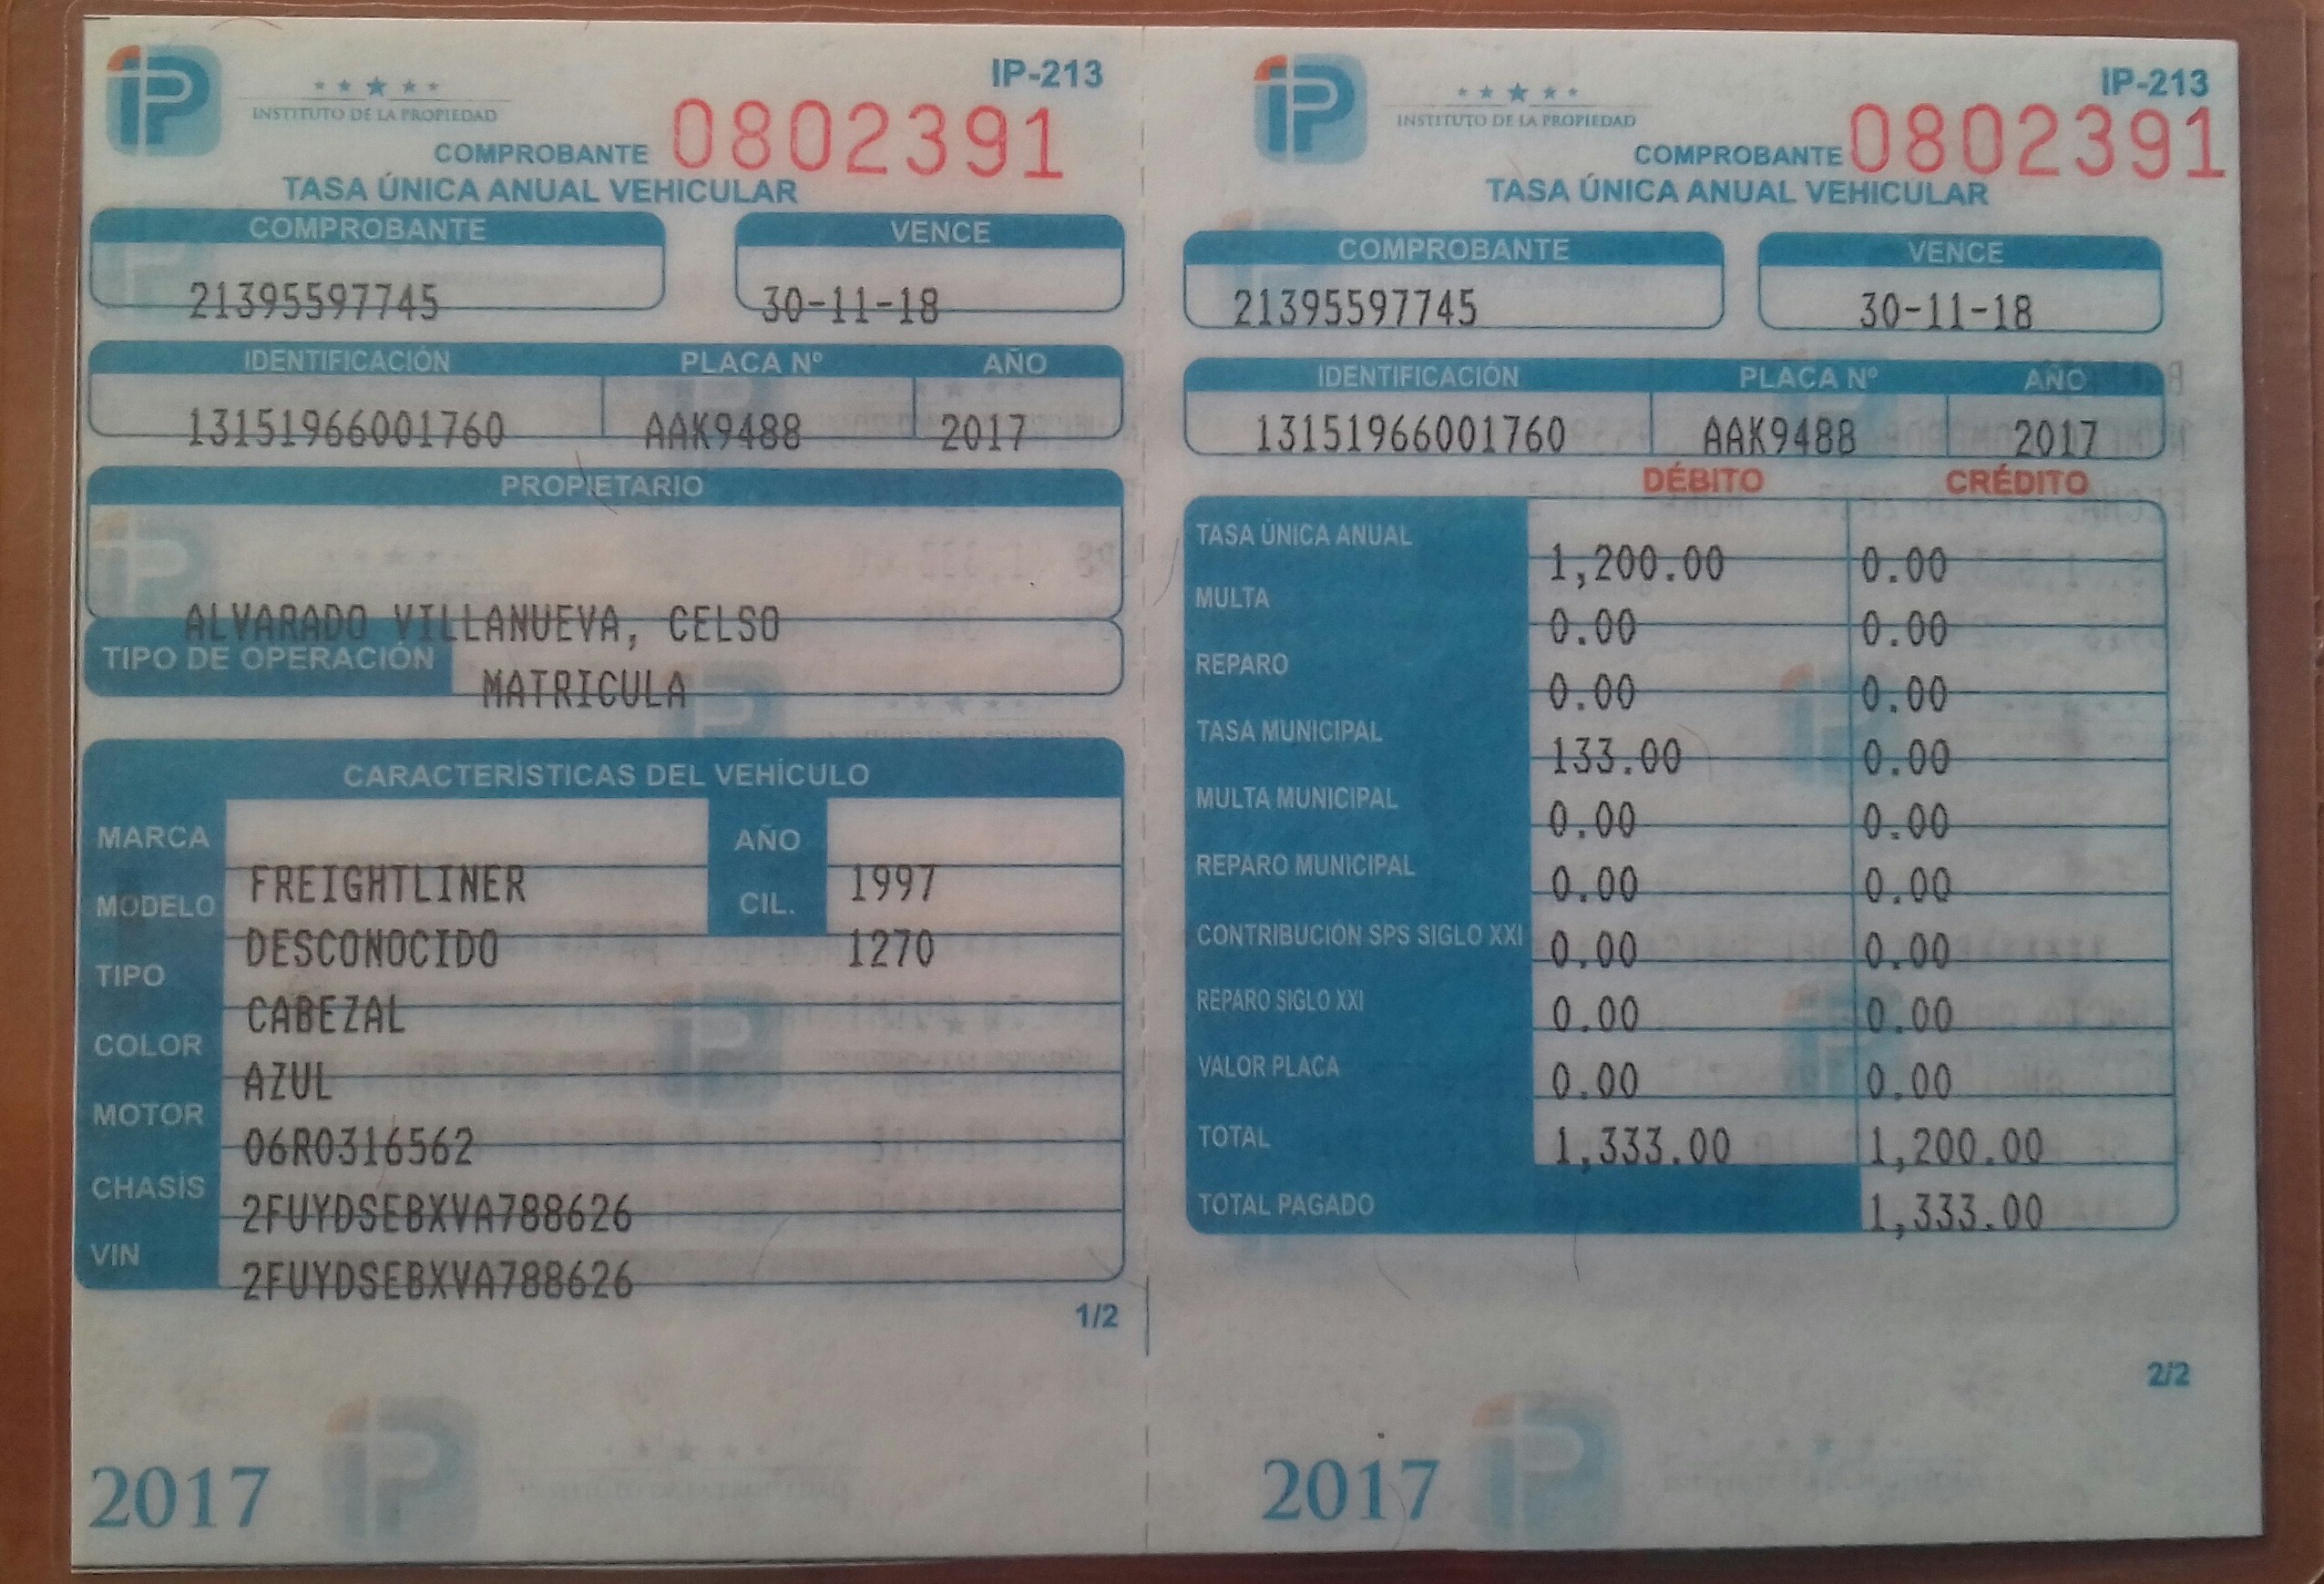 iP
INSTITUTO DE LA PROPIEDAD
IP-213
COMPROBANTE 0802391
TASA ÚNICA ANUAL VEHICULAR
COMPROBANTE VENCE
21395597745 30-11-18
IDENTIFICACIÓN PLACA Nº AÑO
13151966001760 AAK9488 2017
PROPIETARIO
ALVARADO VILLANUEVA, CELSO
TIPO DE OPERACIÓN MATRICULA
CARACTERÍSTICAS DEL VEHÍCULO
MARCA FREIGHTLINER AÑO 1997
MODELO DESCONOCIDO CIL. 1270
TIPO CABEZAL
COLOR AZUL
MOTOR 06R0316562
CHASÍS 2FUYDSEBXVA788626
VIN 2FUYDSEBXVA788626
1/2
2017
iP
INSTITUTO DE LA PROPIEDAD
IP-213
COMPROBANTE 0802391
TASA ÚNICA ANUAL VEHICULAR
COMPROBANTE VENCE
21395597745 30-11-18
IDENTIFICACIÓN PLACA Nº AÑO
13151966001760 AAK9488 2017
DÉBITO CRÉDITO
TASA ÚNICA ANUAL 1,200.00 0.00
MULTA 0.00 0.00
REPARO 0.00 0.00
TASA MUNICIPAL 133.00 0.00
MULTA MUNICIPAL 0.00 0.00
REPARO MUNICIPAL 0.00 0.00
CONTRIBUCIÓN SPS SIGLO XXI 0.00 0.00
REPARO SIGLO XXI 0.00 0.00
VALOR PLACA 0.00 0.00
TOTAL 1,333.00 1,200.00
TOTAL PAGADO 1,333.00
2/2
2017